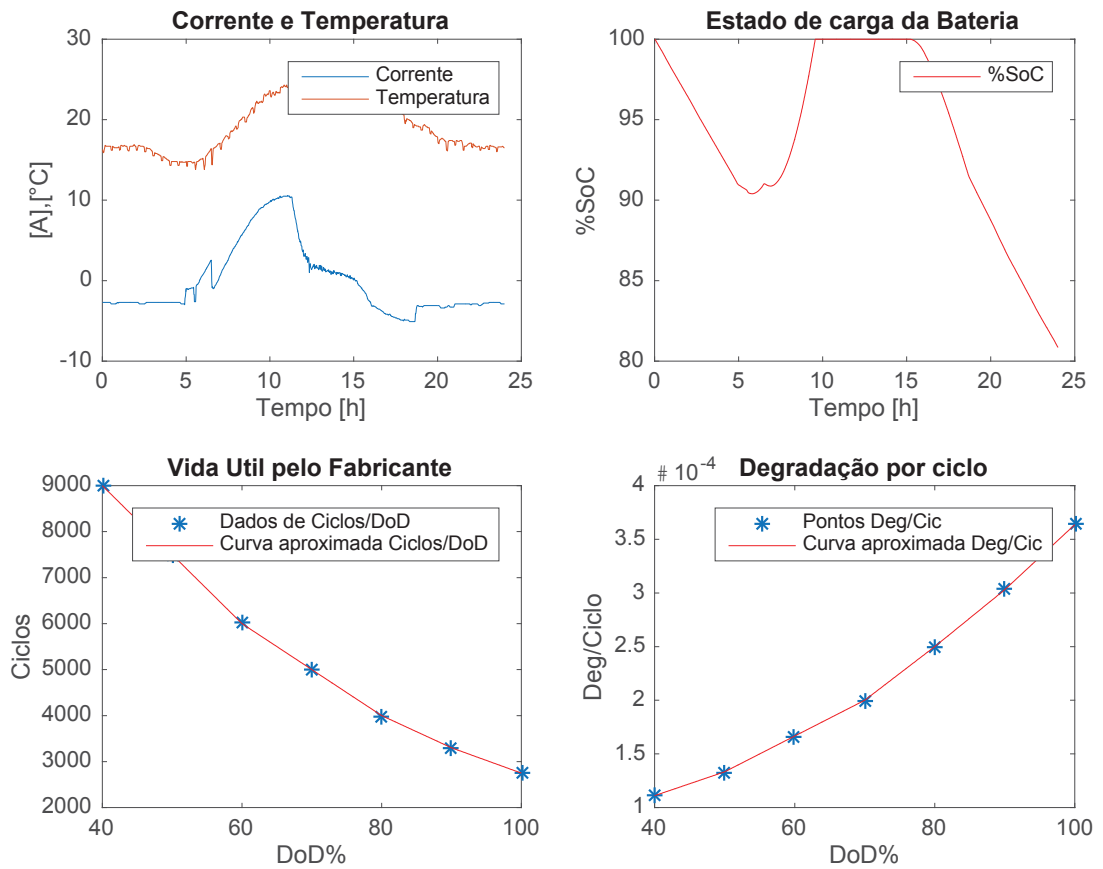 Corrente e Temperatura
30
20
10
0
-10
[A],[°C]
Corrente
Temperatura
0 5 10 15 20 25
Tempo [h]
Estado de carga da Bateria
100
95
90
85
80
%SoC
%SoC
0 5 10 15 20 25
Tempo [h]
Vida Util pelo Fabricante
9000
8000
7000
6000
5000
4000
3000
2000
Ciclos
Dados de Ciclos/DoD
Curva aproximada Ciclos/DoD
40 60 80 100
DoD%
# 10-4
Degradação por ciclo
4
3.5
3
2.5
2
1.5
1
Deg/Ciclo
Pontos Deg/Cic
Curva aproximada Deg/Cic
40 60 80 100
DoD%